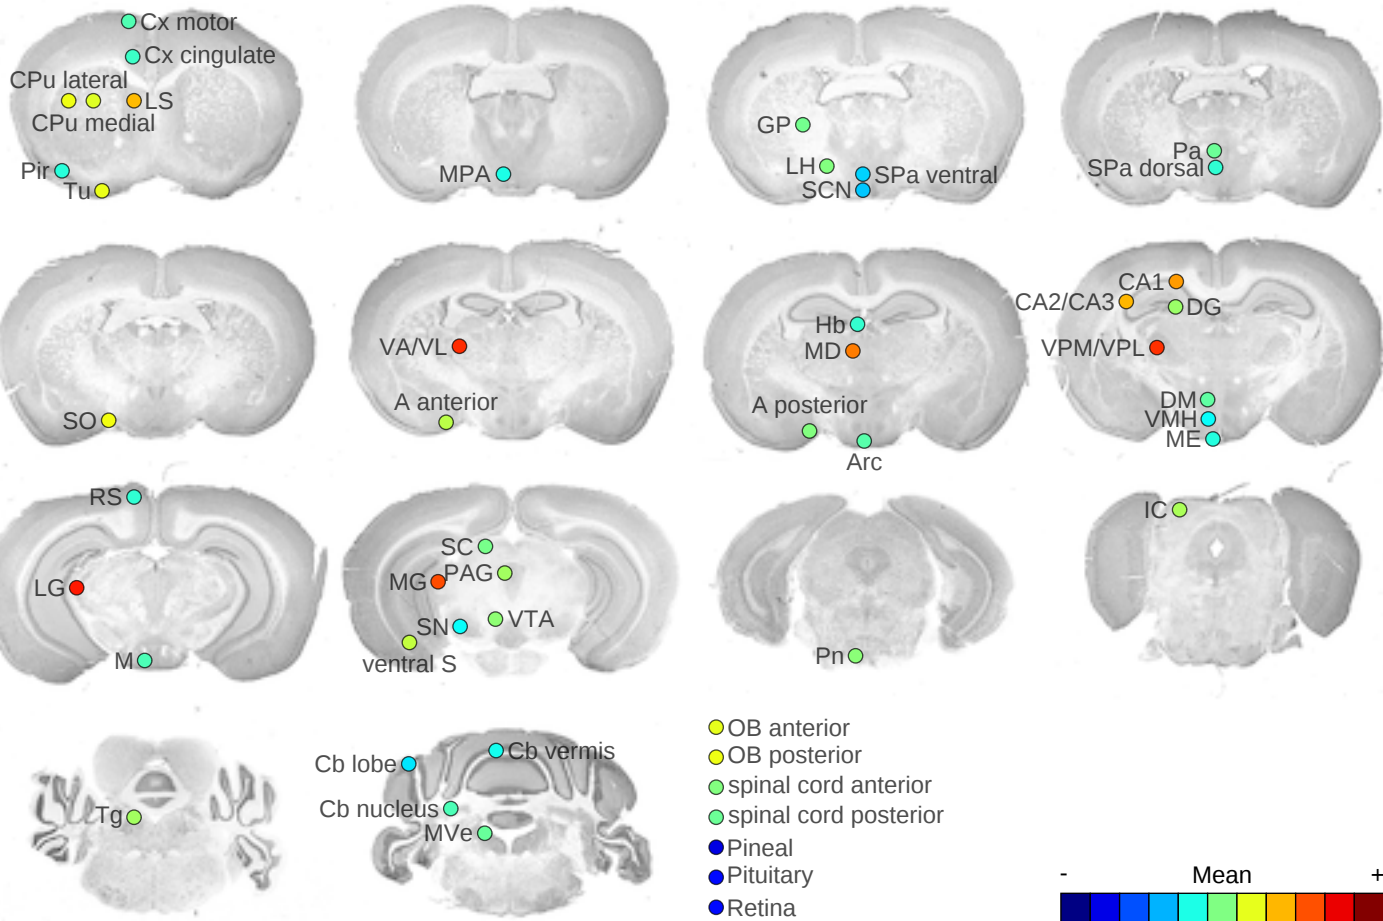 Cx motor
Cx cingulate
CPu lateral
LS
CPu medial
Pir
Tu
MPA
GP
LH
SPa ventral
SCN
Pa
SPa dorsal
SO
VA/VL
A anterior
Hb
MD
A posterior
Arc
CA1
CA2/CA3
DG
VPM/VPL
DM
VMH
ME
RS
LG
M
SC
MG
PAG
SN
VTA
ventral S
Pn
IC
Tg
Cb lobe
Cb vermis
Cb nucleus
MVe
OB anterior
OB posterior
spinal cord anterior
spinal cord posterior
Pineal
Pituitary
Retina
- Mean +